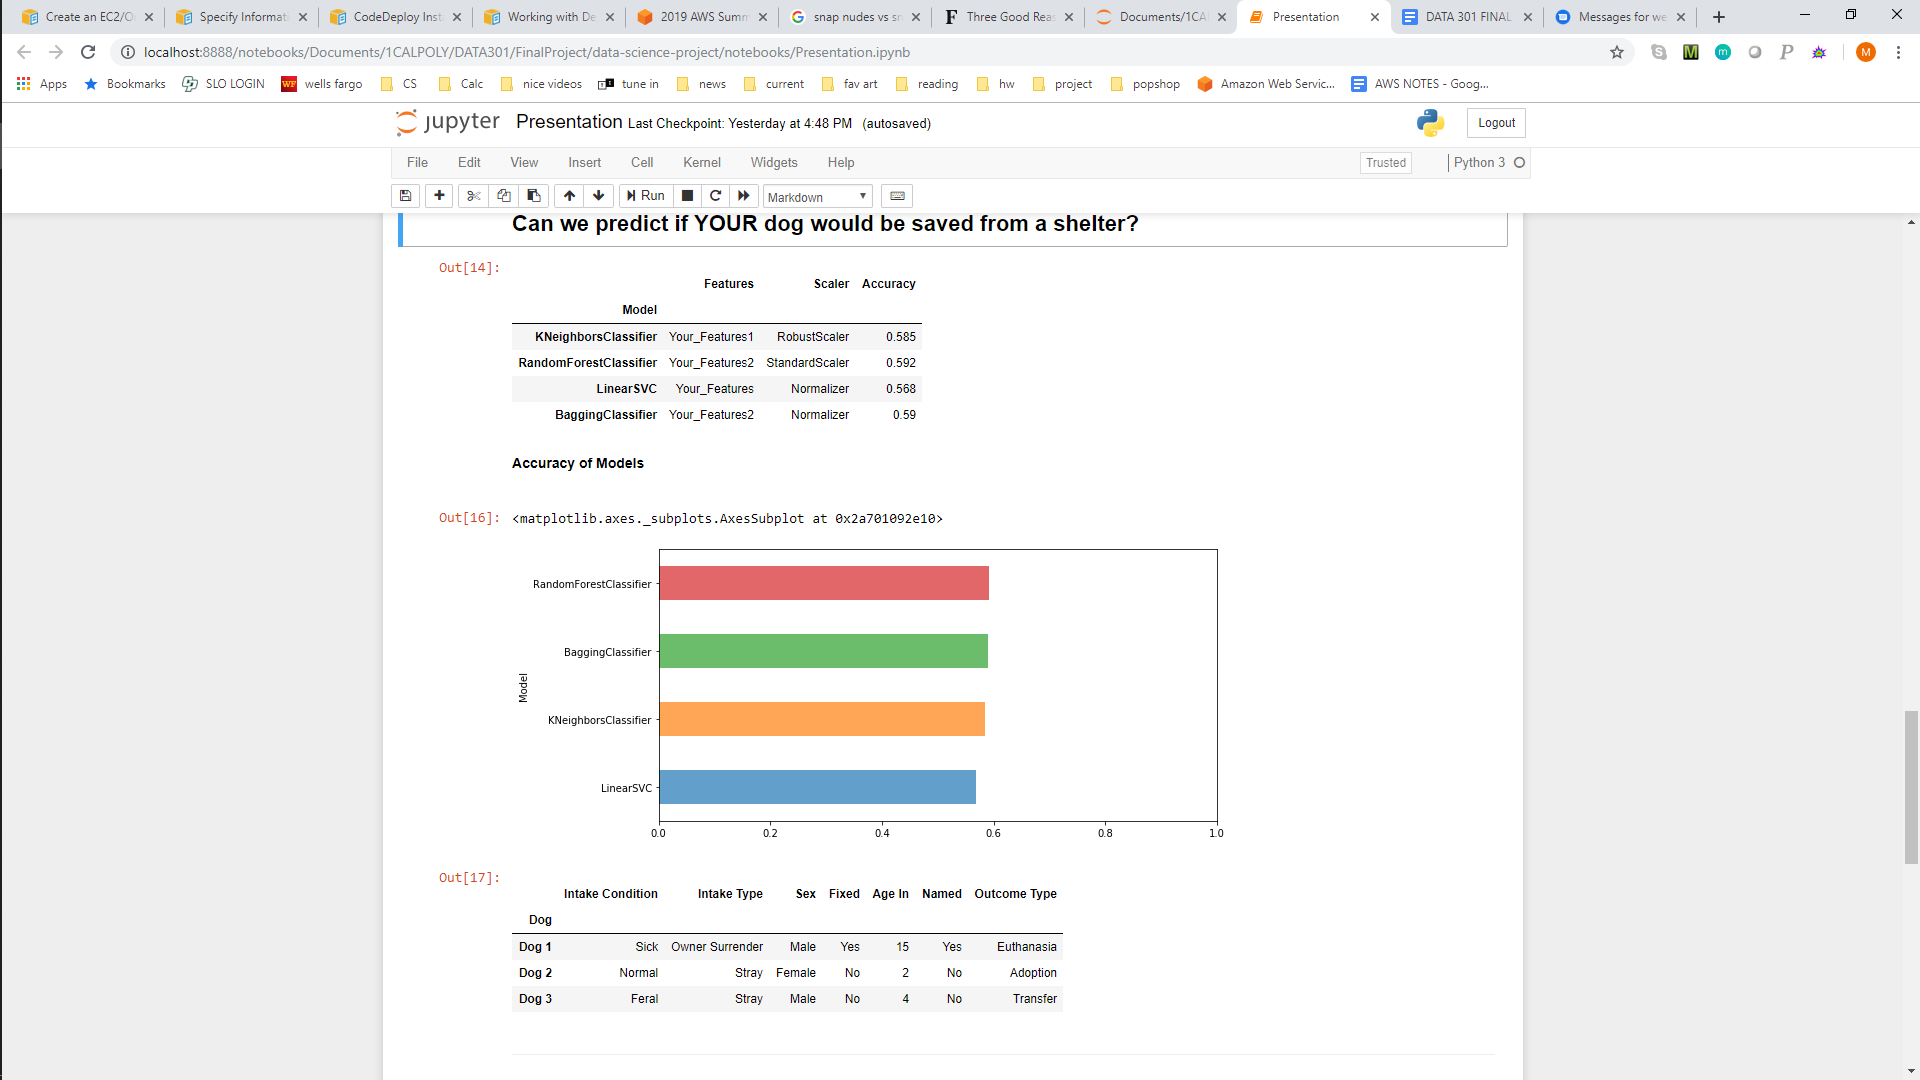 Create an EC2/O
Specify Informati
CodeDeploy Inst
Working with De
2019 AWS Summ
snap nudes vs sn
Three Good Reas
Documents/1CAL
Presentation
DATA 301 FINAL
Messages for we
localhost:8888/notebooks/Documents/1CALPOLY/DATA301/FinalProject/data-science-project/notebooks/Presentation.ipynb
Apps
Bookmarks
SLO LOGIN
wells fargo
CS
Calc
nice videos
tune in
news
current
fav art
reading
hw
project
popshop
Amazon Web Servic...
AWS NOTES - Goog...
jupyter Presentation Last Checkpoint: Yesterday at 4:48 PM (autosaved)
Logout
File Edit View Insert Cell Kernel Widgets Help
Trusted
Python 3
Run
Markdown
Can we predict if YOUR dog would be saved from a shelter?
Out[14]:
Features Scaler Accuracy
Model
KNeighborsClassifier Your_Features1 RobustScaler 0.585
RandomForestClassifier Your_Features2 StandardScaler 0.592
LinearSVC Your_Features Normalizer 0.568
BaggingClassifier Your_Features2 Normalizer 0.59
Accuracy of Models
Out[16]: <matplotlib.axes._subplots.AxesSubplot at 0x2a701092e10>
RandomForestClassifier
BaggingClassifier
Model
KNeighborsClassifier
LinearSVC
0.0 0.2 0.4 0.6 0.8 1.0
Out[17]:
Intake Condition Intake Type Sex Fixed Age In Named Outcome Type
Dog
Dog 1 Sick Owner Surrender Male Yes 15 Yes Euthanasia
Dog 2 Normal Stray Female No 2 No Adoption
Dog 3 Feral Stray Male No 4 No Transfer